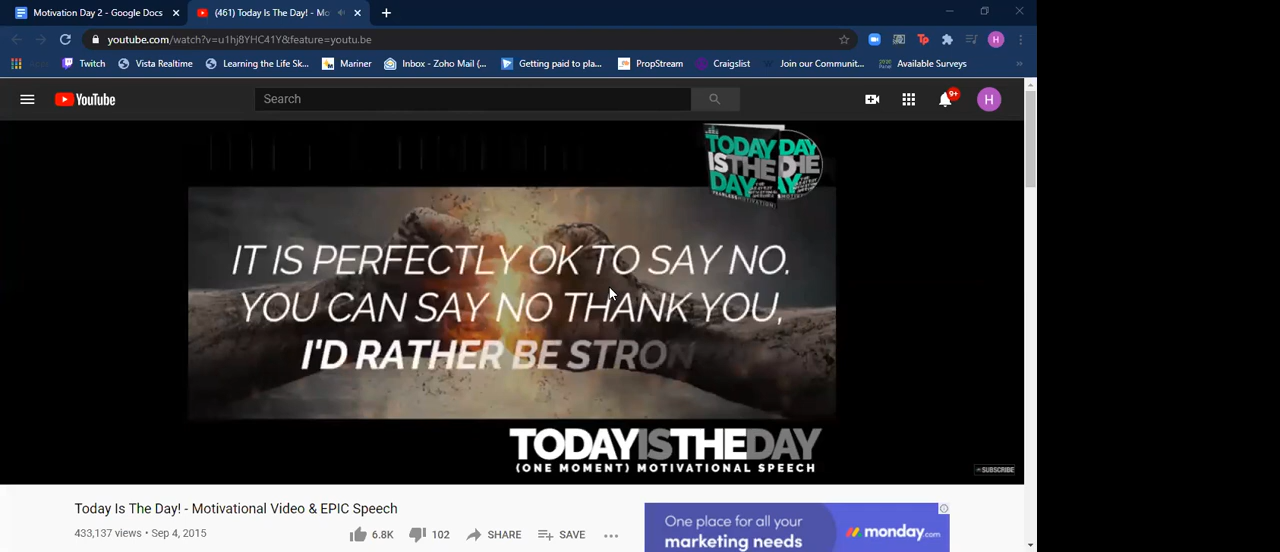 Motivation Day 2 - Google Docs
(461) Today Is The Day! - Mo
youtube.com/watch?v=u1hj8YHC41Y&feature=youtu.be
Twitch
Vista Realtime
Learning the Life Sk...
Mariner
Inbox - Zoho Mail (...
Getting paid to pla...
PropStream
Craigslist
Join our Communit...
Available Surveys
YouTube
Search
9+
H
TODAY
IS THE
DAY
IT IS PERFECTLY OK TO SAY NO.
YOU CAN SAY NO THANK YOU,
I'D RATHER BE STRON
TODAYISTHEDAY
(ONE MOMENT) MOTIVATIONAL SPEECH
SUBSCRIBE
Today Is The Day! - Motivational Video & EPIC Speech
433,137 views • Sep 4, 2015
6.8K
102
SHARE
SAVE
One place for all your
marketing needs
monday.com